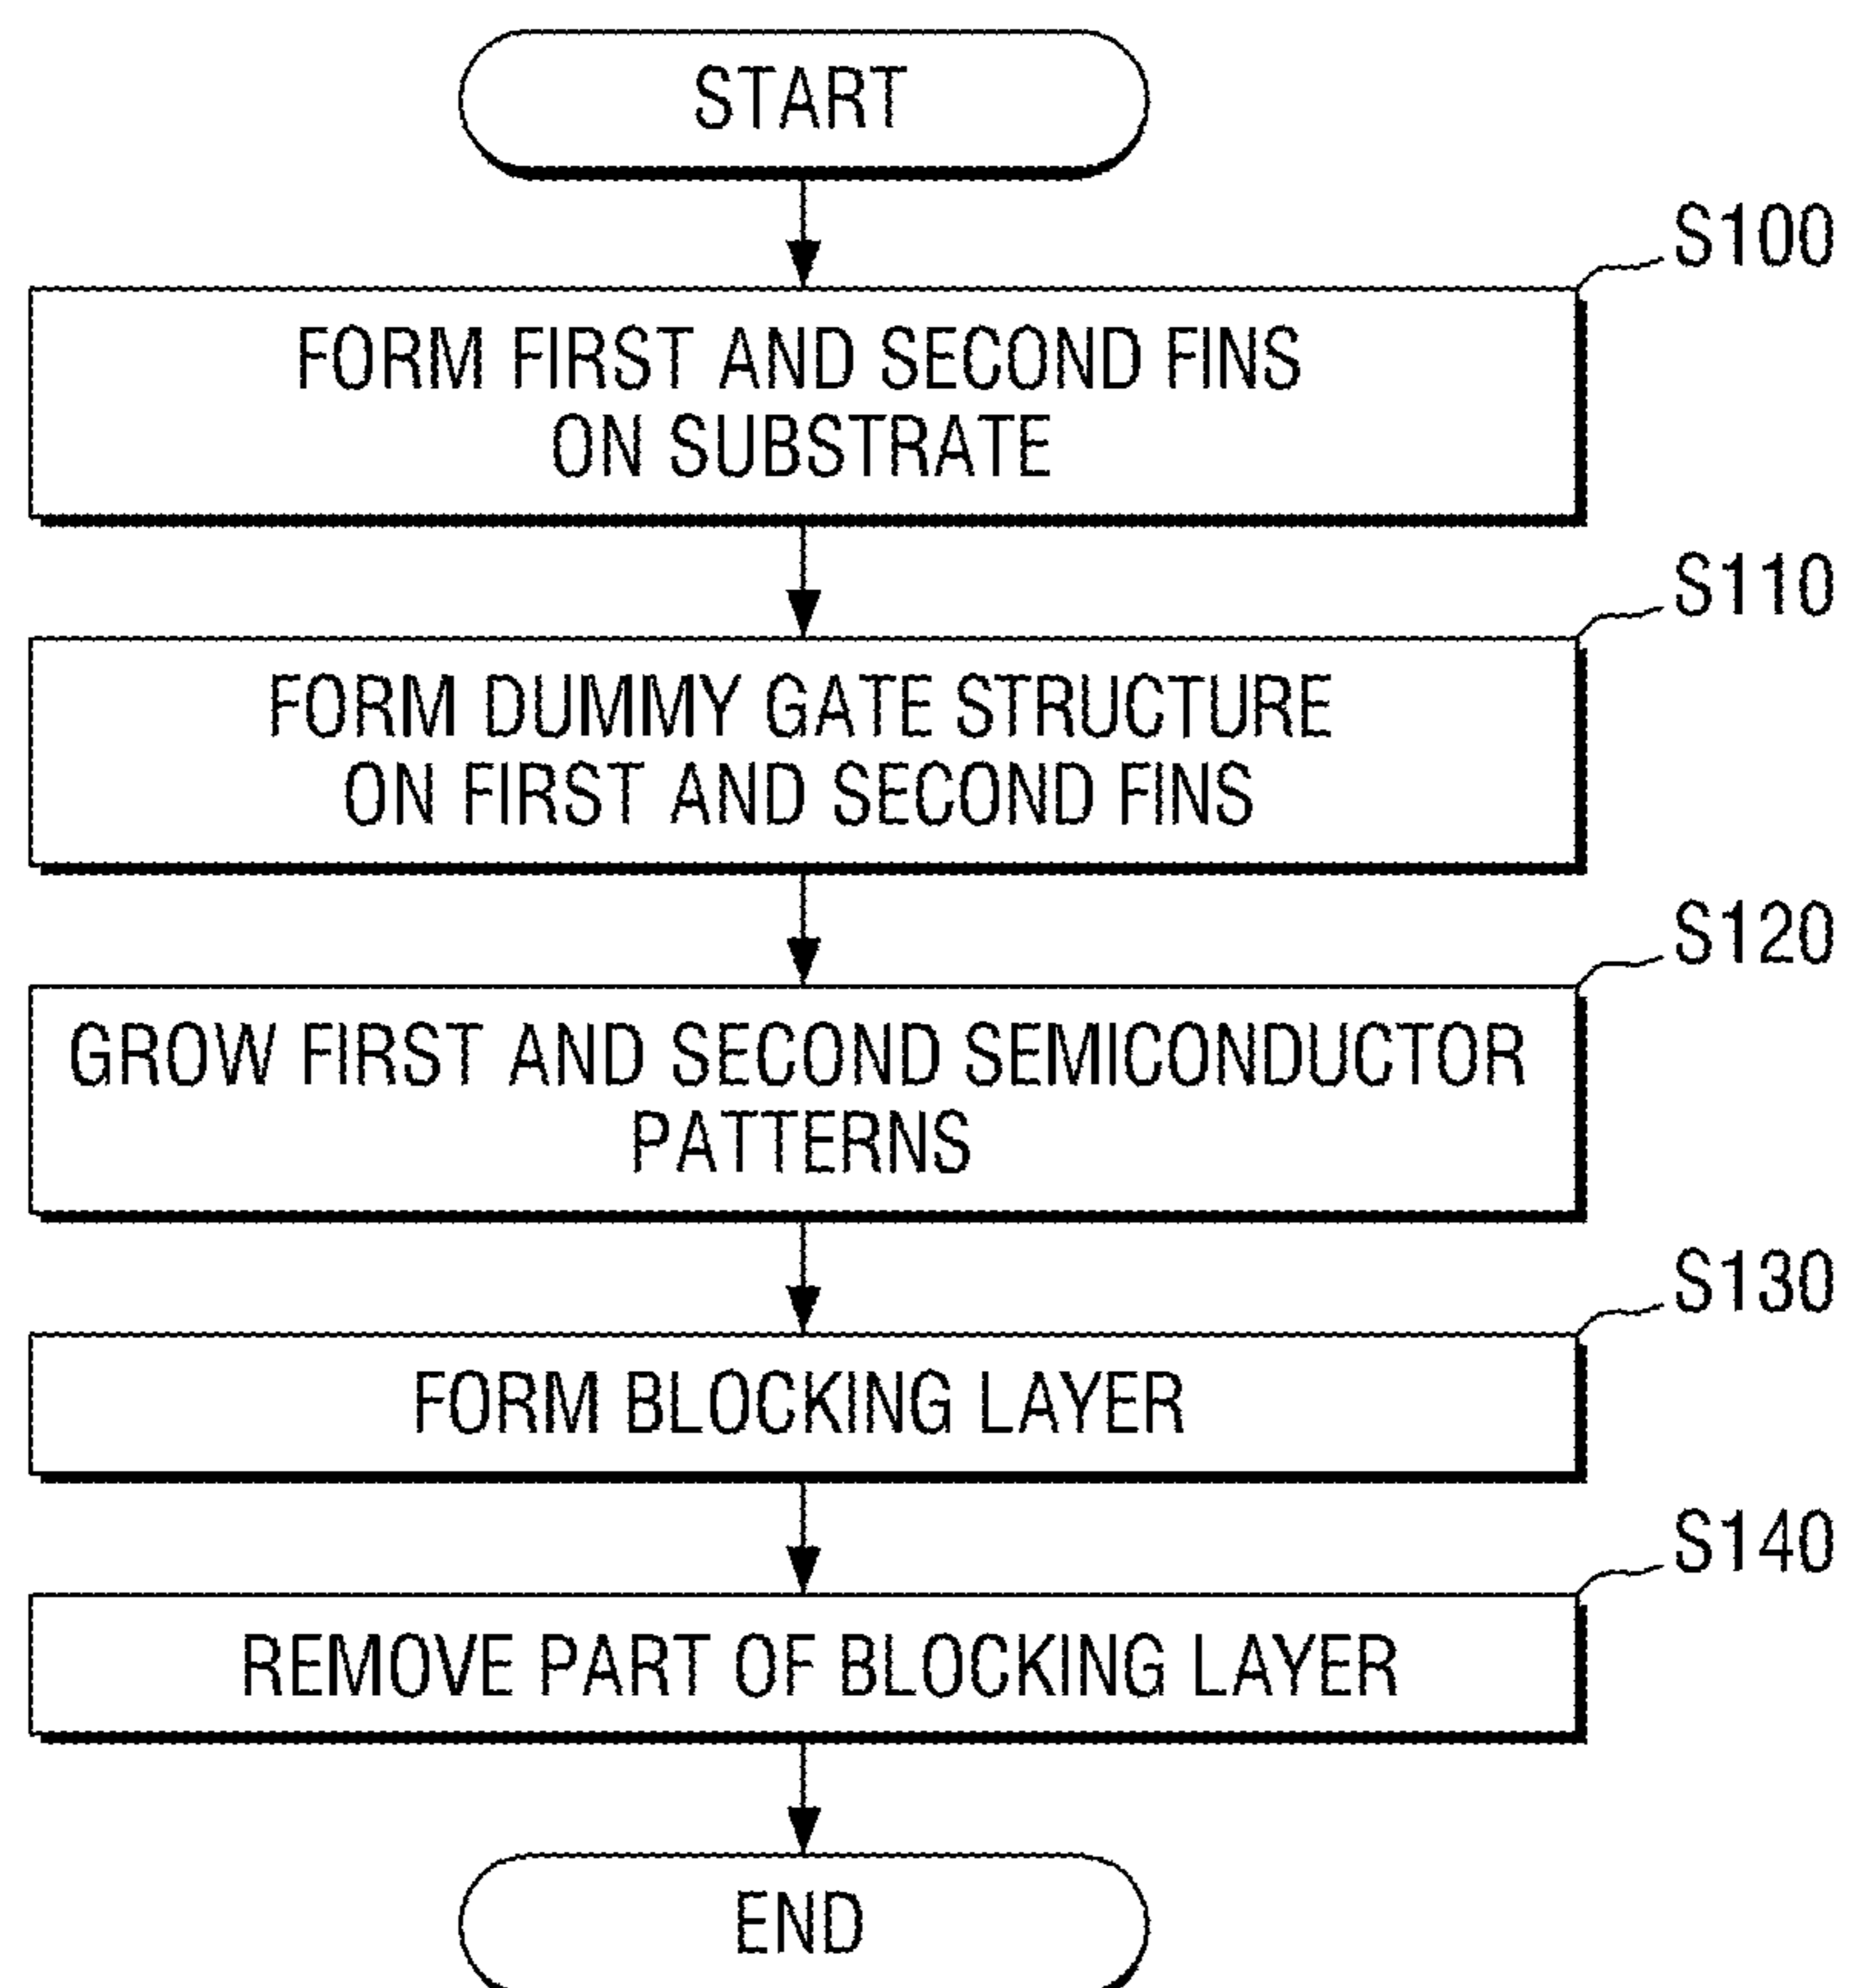 START
S100
FORM FIRST AND SECOND FINS
ON SUBSTRATE
S110
FORM DUMMY GATE STRUCTURE
ON FIRST AND SECOND FINS
S120
GROW FIRST AND SECOND SEMICONDUCTOR
PATTERNS
S130
FORM BLOCKING LAYER
S140
REMOVE PART OF BLOCKING LAYER
END